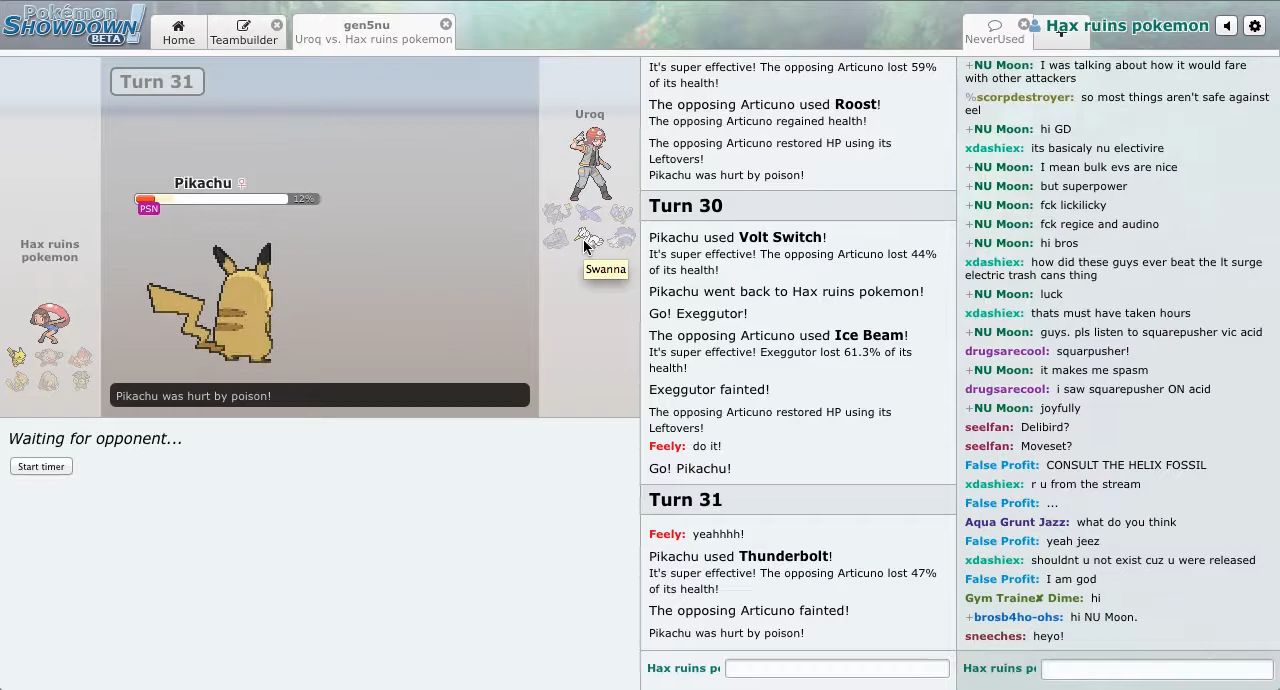 Pokémon
SHOWDOWN!
BETA
Home
Teambuilder
gen5nu
Uroq vs. Hax ruins pokemon
NeverUsed
Hax ruins pokemon
Turn 31
Pikachu ♀
12%
PSN
Hax ruins
pokemon
Uroq
Swanna
Pikachu was hurt by poison!
Waiting for opponent...
Start timer
It's super effective! The opposing Articuno lost 59%
of its health!
The opposing Articuno used Roost!
The opposing Articuno regained health!
The opposing Articuno restored HP using its
Leftovers!
Pikachu was hurt by poison!
Turn 30
Pikachu used Volt Switch!
It's super effective! The opposing Articuno lost 44%
of its health!
Pikachu went back to Hax ruins pokemon!
Go! Exeggutor!
The opposing Articuno used Ice Beam!
It's super effective! Exeggutor lost 61.3% of its
health!
Exeggutor fainted!
The opposing Articuno restored HP using its
Leftovers!
Feely: do it!
Go! Pikachu!
Turn 31
Feely: yeahhhh!
Pikachu used Thunderbolt!
It's super effective! The opposing Articuno lost 47%
of its health!
The opposing Articuno fainted!
Pikachu was hurt by poison!
Hax ruins po
+NU Moon: I was talking about how it would fare
with other attackers
%scorpdestroyer: so most things aren't safe against
eel
+NU Moon: hi GD
xdashiex: its basicaly nu electivire
+NU Moon: I mean bulk evs are nice
+NU Moon: but superpower
+NU Moon: fck lickilicky
+NU Moon: fck regice and audino
+NU Moon: hi bros
xdashiex: how did these guys ever beat the lt surge
electric trash cans thing
+NU Moon: luck
xdashiex: thats must have taken hours
+NU Moon: guys. pls listen to squarepusher vic acid
drugsarecool: squarpusher!
+NU Moon: it makes me spasm
drugsarecool: i saw squarepusher ON acid
+NU Moon: joyfully
seelfan: Delibird?
seelfan: Moveset?
False Profit: CONSULT THE HELIX FOSSIL
xdashiex: r u from the stream
False Profit: ...
Aqua Grunt Jazz: what do you think
False Profit: yeah jeez
xdashiex: shouldnt u not exist cuz u were released
False Profit: I am god
Gym Traine✘ Dime: hi
+brosb4ho-ohs: hi NU Moon.
sneeches: heyo!
Hax ruins p